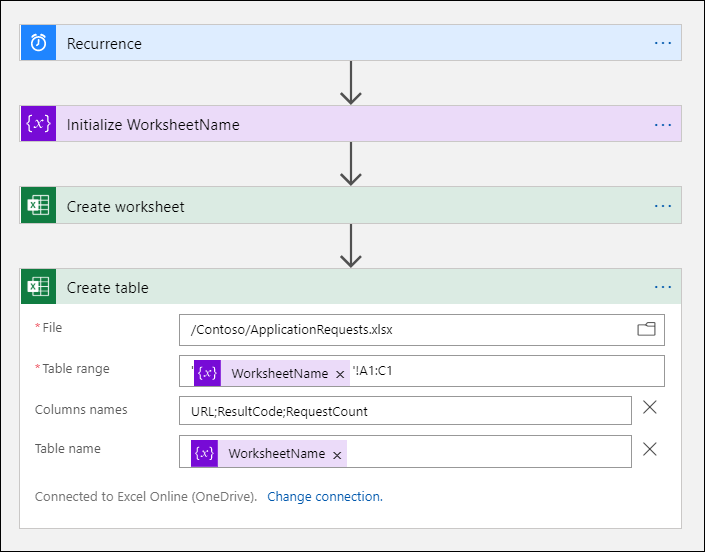 Recurrence ...
{x} Initialize WorksheetName ...
Create worksheet ...
Create table ...
* File /Contoso/ApplicationRequests.xlsx
* Table range '{x} WorksheetName × '!A1:C1
Columns names URL;ResultCode;RequestCount
Table name {x} WorksheetName ×
Connected to Excel Online (OneDrive). Change connection.